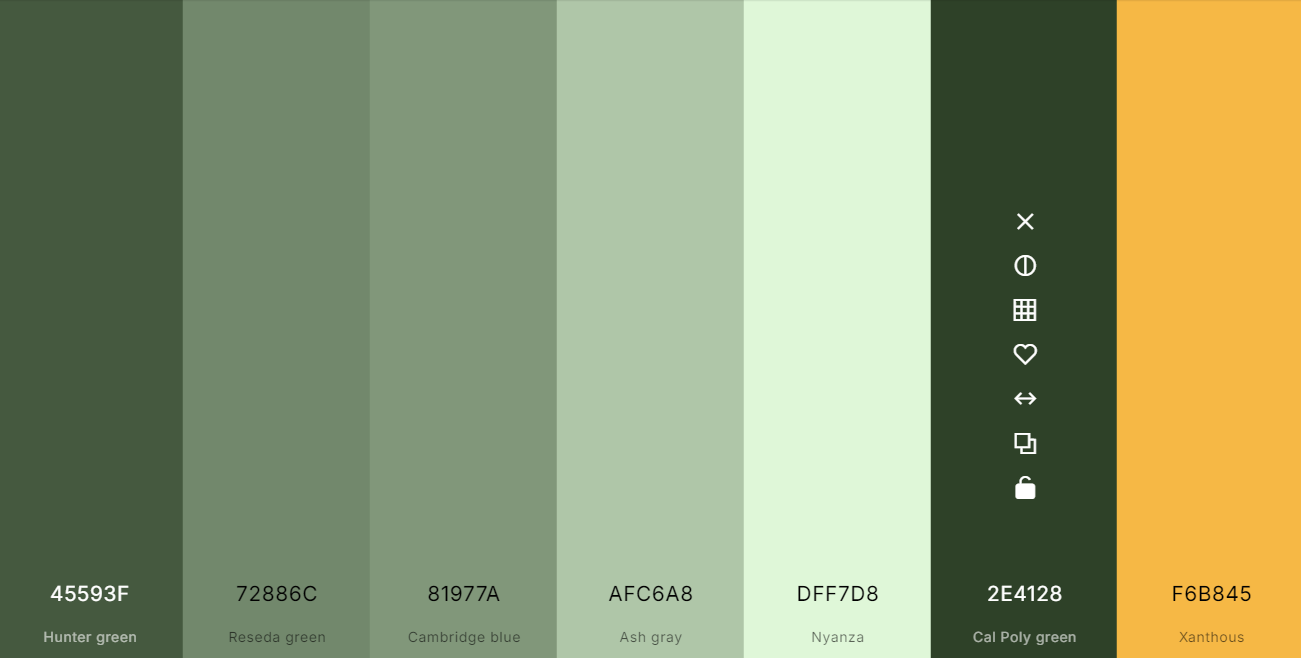 45593F
Hunter green
72886C
Reseda green
81977A
Cambridge blue
AFC6A8
Ash gray
DFF7D8
Nyanza
2E4128
Cal Poly green
F6B845
Xanthous